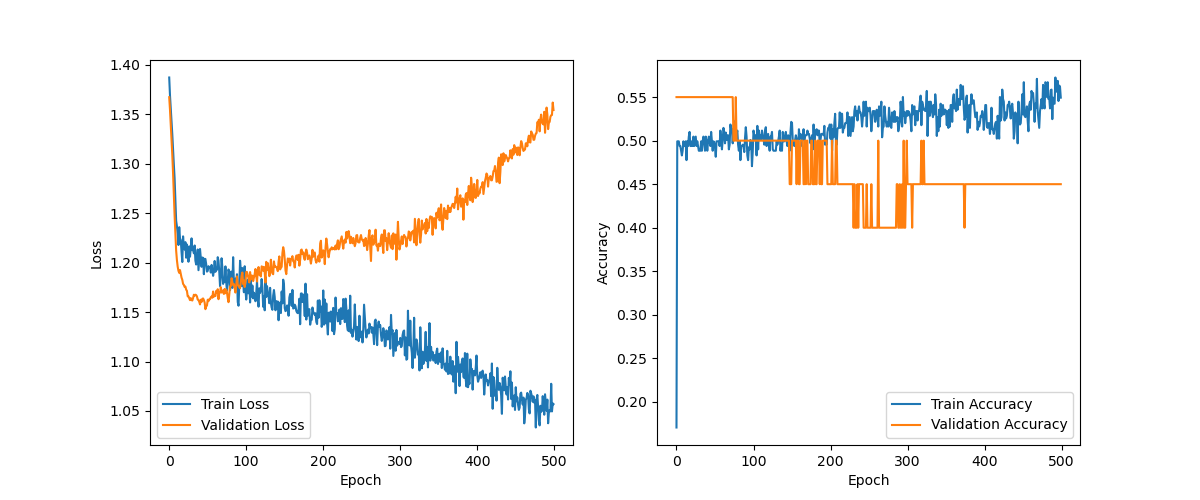 1.40
1.35
1.30
1.25
1.20
1.15
1.10
1.05
Loss
0 100 200 300 400 500
Epoch
Train Loss
Validation Loss
0.55
0.50
0.45
0.40
0.35
0.30
0.25
0.20
Accuracy
0 100 200 300 400 500
Epoch
Train Accuracy
Validation Accuracy